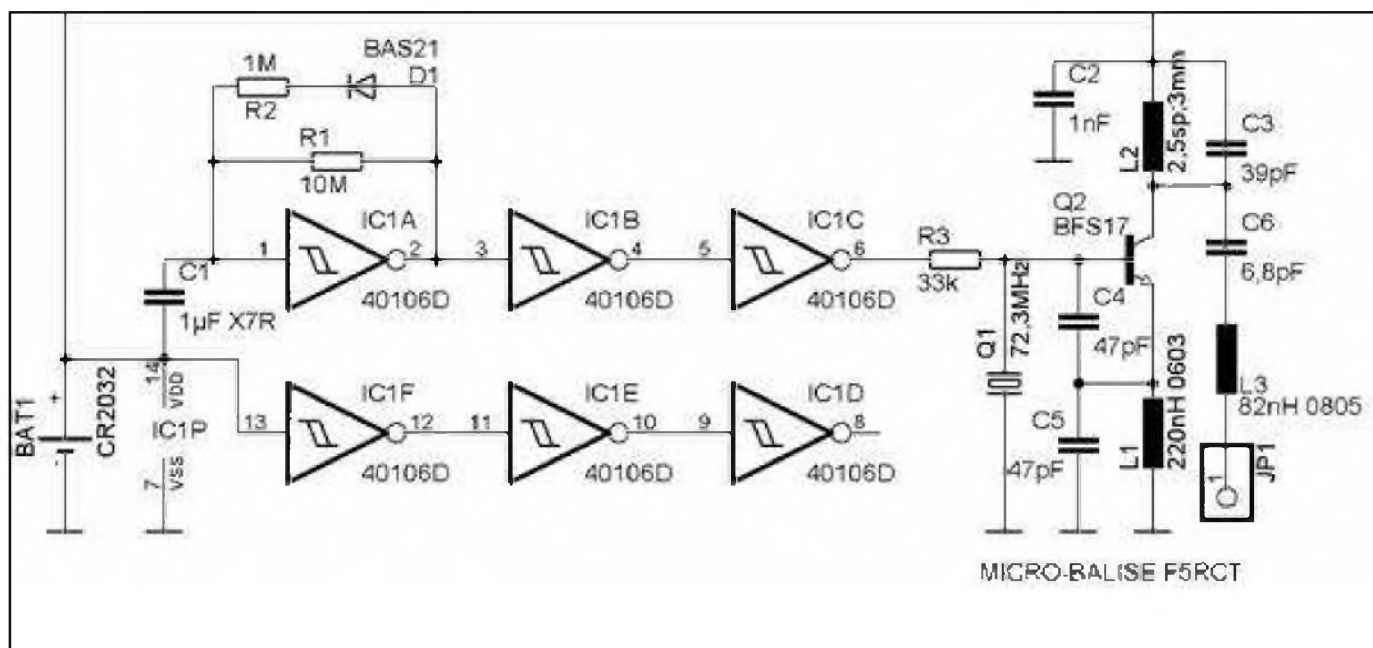 BAS21
D1
1M
R2
R1
10M
C2
1nF
L2
2,5sp;3mm
C3
39pF
Q2
BFS17
C6
6,8pF
IC1A
1
2
40106D
IC1B
3
4
40106D
IC1C
5
6
40106D
R3
33k
C1
1µF X7R
Q1
72,3MHz
C4
47pF
L3
82nH 0805
BAT1
+
-
CR2032
14
VDD
IC1P
7
VSS
IC1F
13
12
40106D
IC1E
11
10
40106D
IC1D
9
8
40106D
C5
47pF
L1
220nH 0603
JP1
1
MICRO-BALISE F5RCT